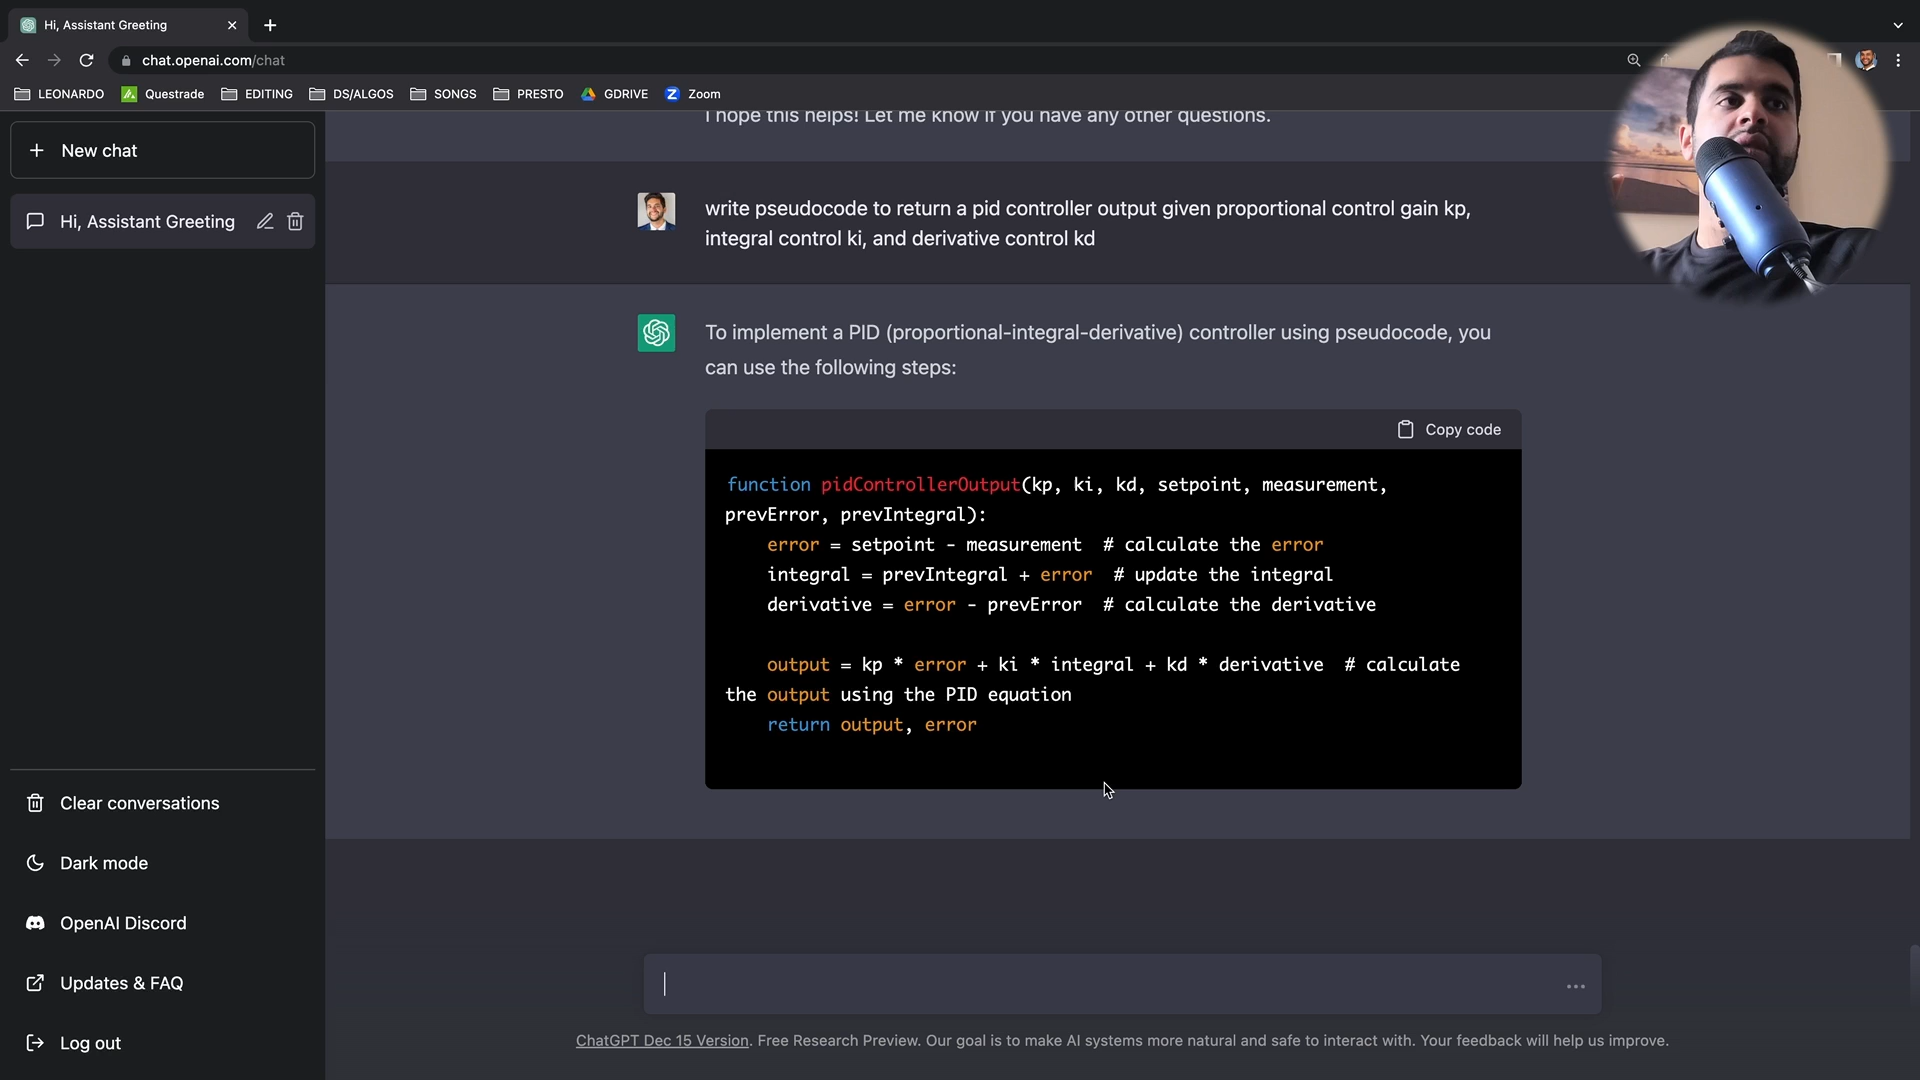 Hi, Assistant Greeting
chat.openai.com/chat
LEONARDO
Questrade
EDITING
DS/ALGOS
SONGS
PRESTO
GDRIVE
Zoom
New chat
Hi, Assistant Greeting
Clear conversations
Dark mode
OpenAI Discord
Updates & FAQ
Log out
I hope this helps! Let me know if you have any other questions.
write pseudocode to return a pid controller output given proportional control gain kp,
integral control ki, and derivative control kd
To implement a PID (proportional-integral-derivative) controller using pseudocode, you
can use the following steps:
Copy code
function pidControllerOutput(kp, ki, kd, setpoint, measurement,
prevError, prevIntegral):
    error = setpoint - measurement  # calculate the error
    integral = prevIntegral + error  # update the integral
    derivative = error - prevError  # calculate the derivative
    output = kp * error + ki * integral + kd * derivative  # calculate
the output using the PID equation
    return output, error
ChatGPT Dec 15 Version. Free Research Preview. Our goal is to make AI systems more natural and safe to interact with. Your feedback will help us improve.